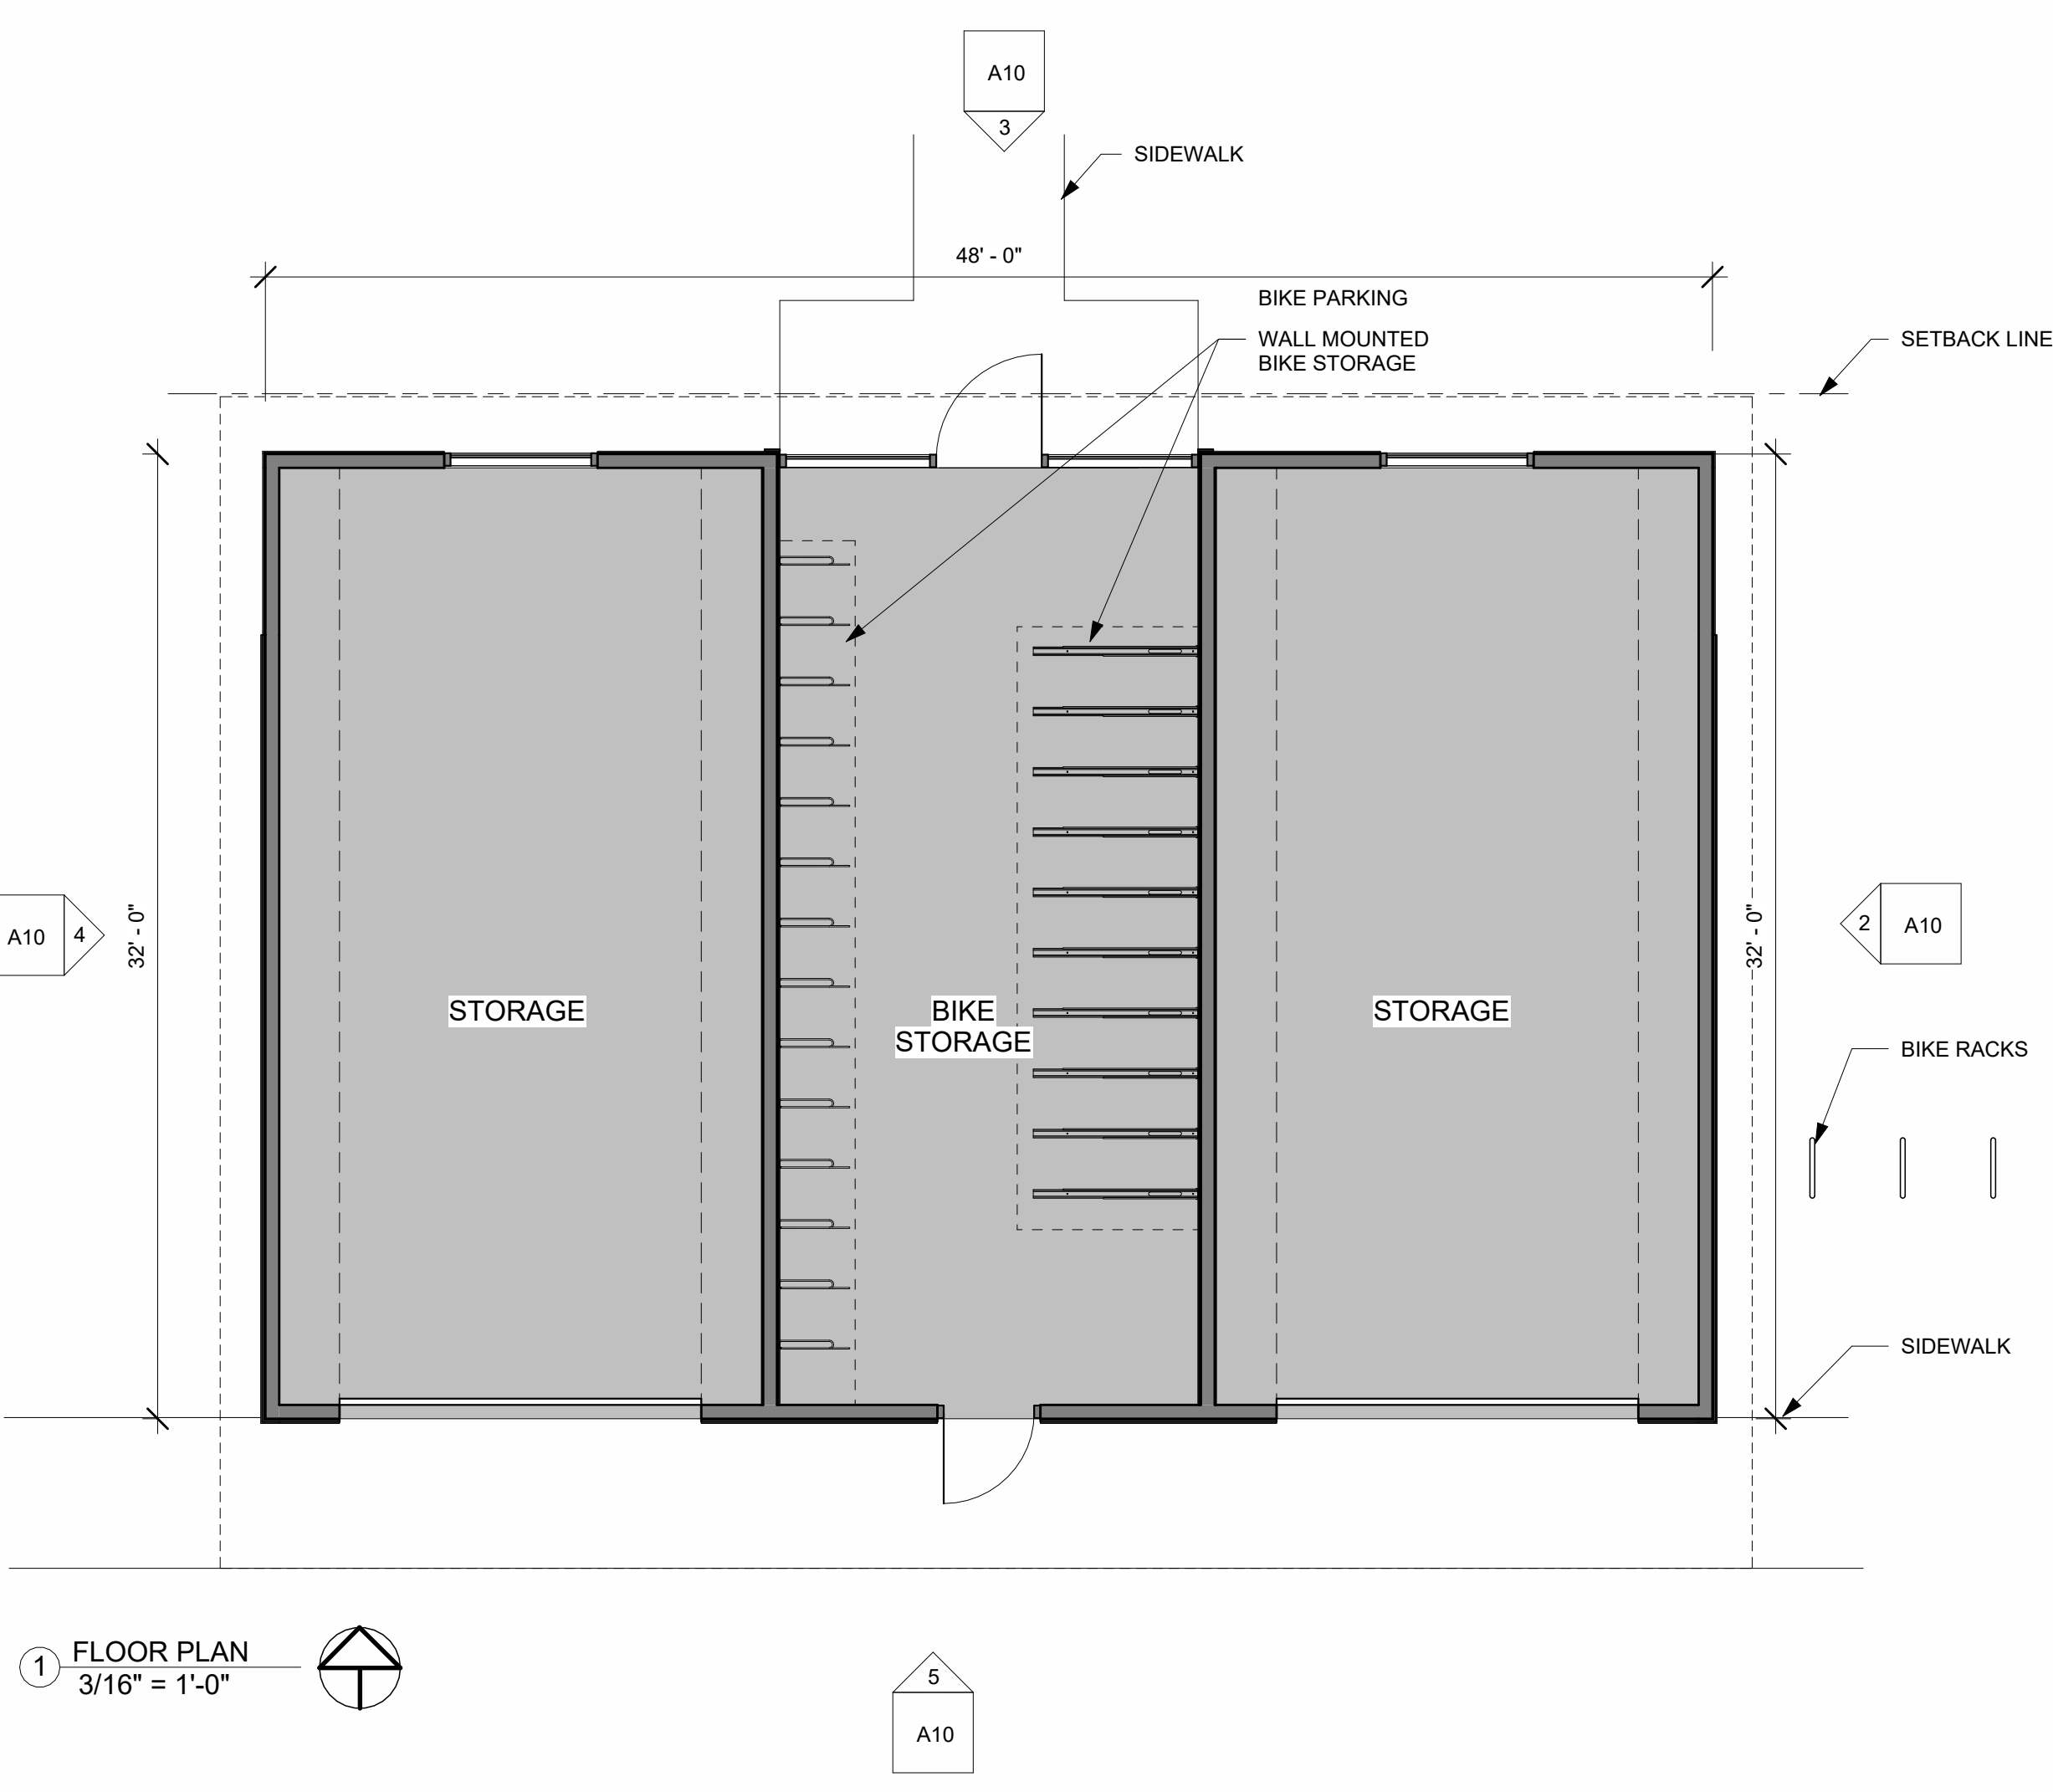 A10
3
SIDEWALK
48' - 0"
BIKE PARKING
WALL MOUNTED
BIKE STORAGE
SETBACK LINE
32' - 0"
A10
4
STORAGE
BIKE
STORAGE
STORAGE
32' - 0"
2
A10
BIKE RACKS
SIDEWALK
1
FLOOR PLAN
3/16" = 1'-0"
5
A10